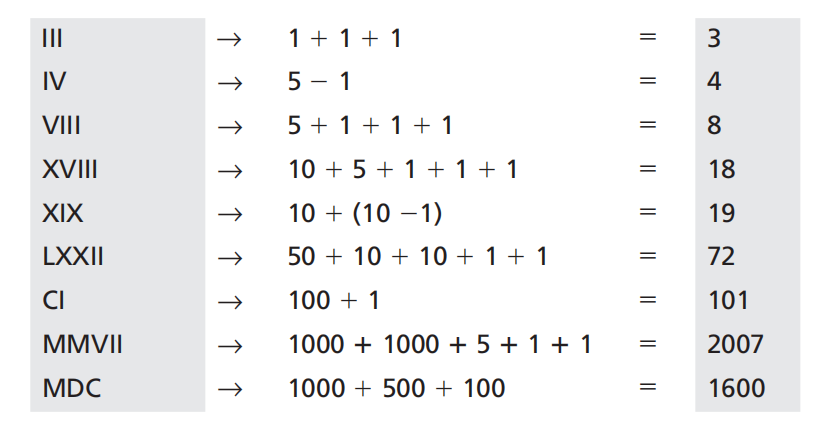 III → 1 + 1 + 1 = 3
IV → 5 − 1 = 4
VIII → 5 + 1 + 1 + 1 = 8
XVIII → 10 + 5 + 1 + 1 + 1 = 18
XIX → 10 + (10 −1) = 19
LXXII → 50 + 10 + 10 + 1 + 1 = 72
CI → 100 + 1 = 101
MMVII → 1000 + 1000 + 5 + 1 + 1 = 2007
MDC → 1000 + 500 + 100 = 1600